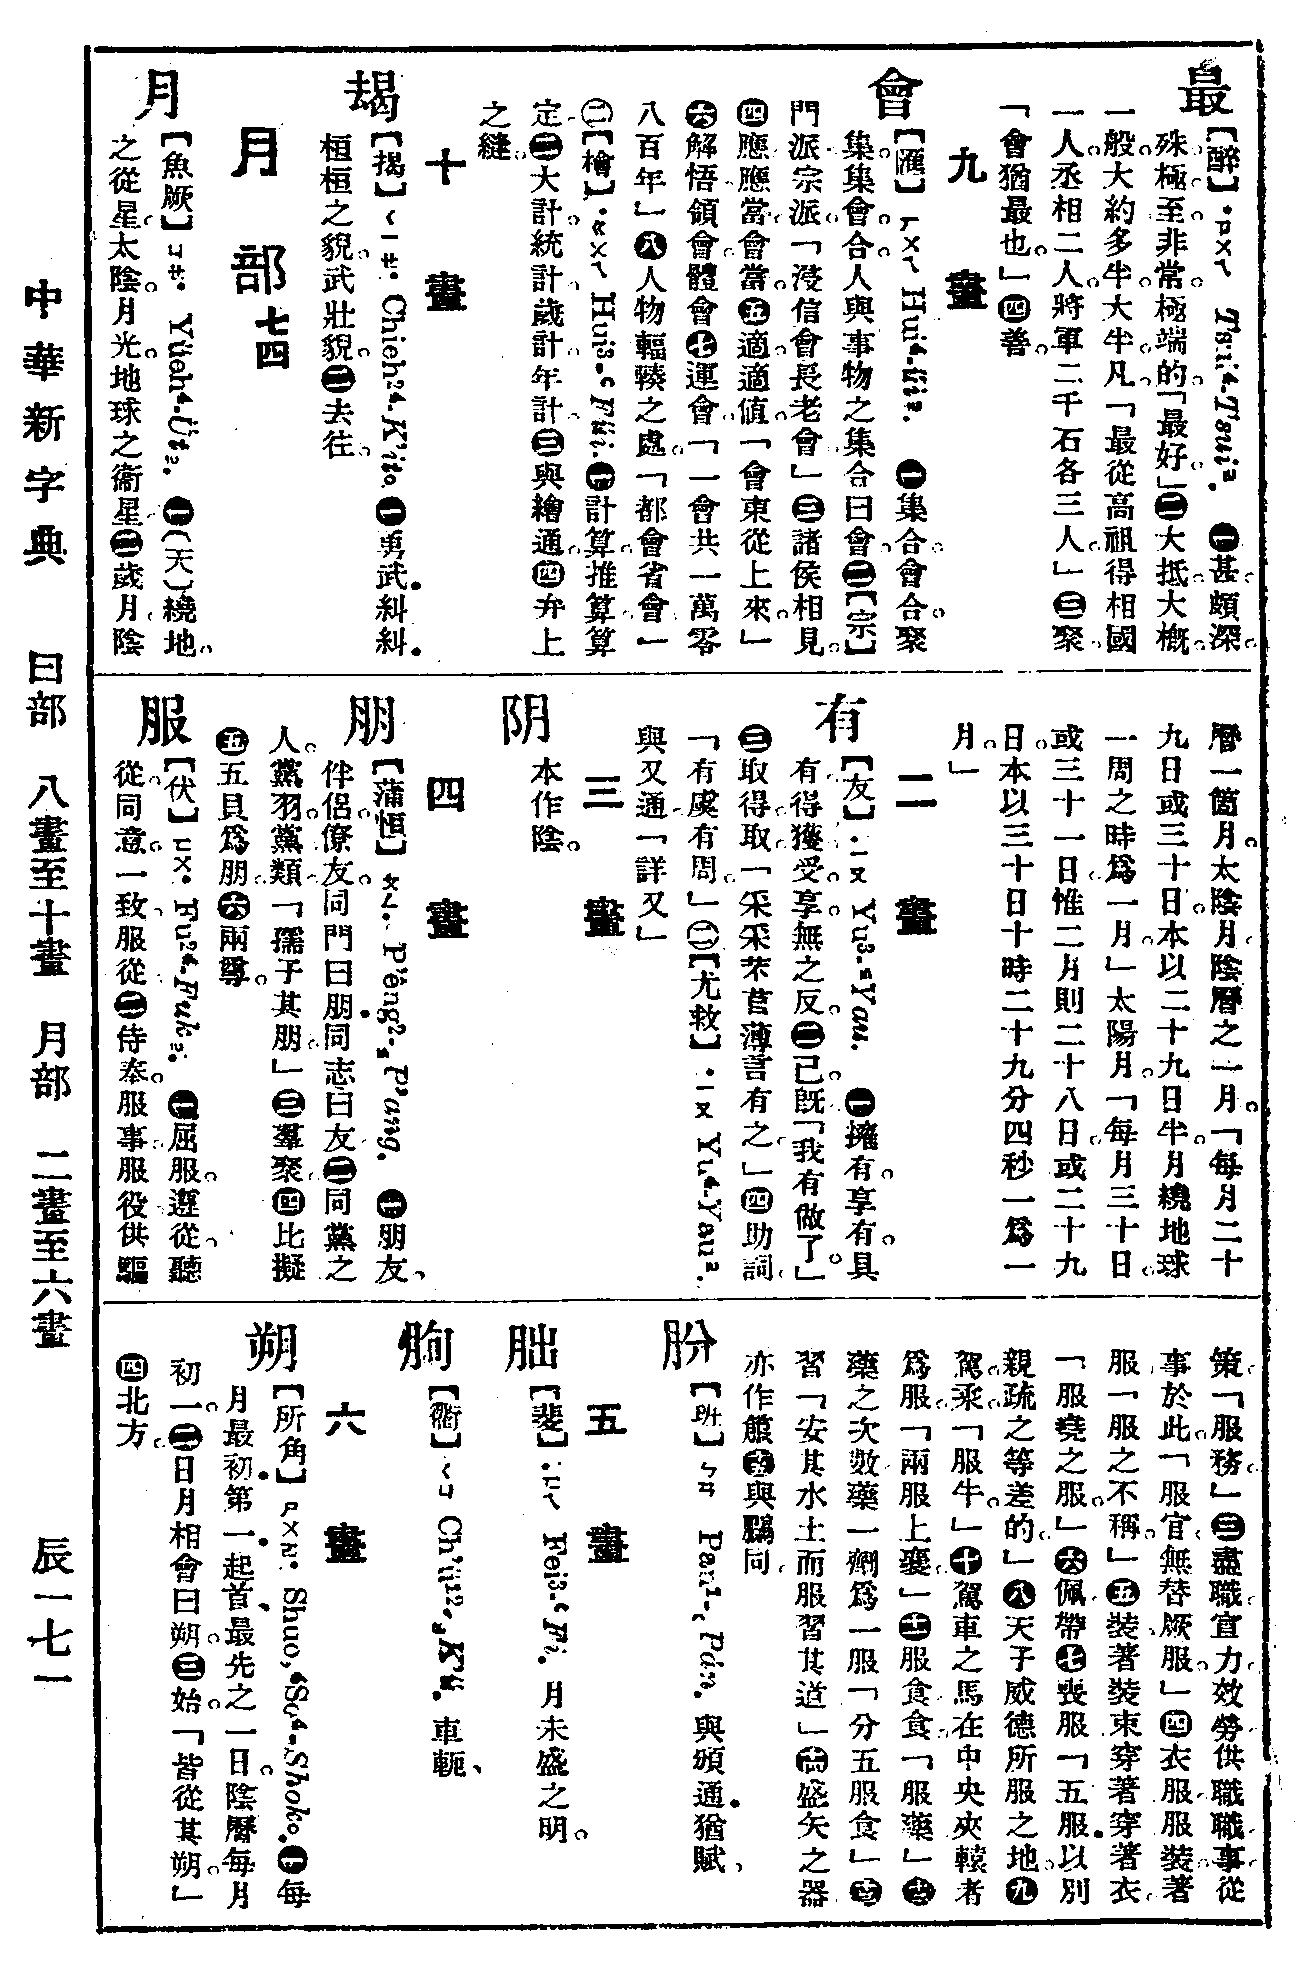 中華新字典　曰部　八畫至十畫　月部　二畫至六畫　辰一七一
最
【醉】·ㄗㄨㄟ Tsui⁴-Tsui². ㊀甚。頗。深。
殊。極。至。非常。極端的。「最好」㊁大抵。大槪。
一般。大約。多半。大半。凡。「最從高祖得相國
一人。丞相二人。將軍二千石各三人。」㊂聚。
「會猶最也。」㊃善。
九　畫
會
【匯】ㄏㄨㄟ Hui⁴-Ui². ㊀集合。會合。聚
集。集會。合。人與事物之集合曰會。㊁【宗】
門派。宗派。「浸信會長老會」㊂諸侯相見。
㊃應。應當。會當。㊄適。適値。「會東從上來。」
㊅解悟。領會。體會。㊆運會。「一會共一萬零
八百年」㊇人物輻輳之處。「都會省會」
㈡【檜】·ㄍㄨㄟ Hui³-Füi. ㊀計算。推算。算
定。㊁大計。統計。歲計。年計。㊂與繪通。㊃弁上
之縫。
十　畫
朅
【揭】ㄑㄧㄝ· Chieh²⁴-K'it。 ㊀勇武。糾糾。
桓桓之貌。武壯貌。㊁去。往。
月　部　七四
月
【魚厥】ㄩㄝ· Yüeh⁴-Üt². ㊀(天)繞地。
之從星。太陰。月光。地球之衞星。㊁歲月。陰
曆一箇月。太陰月。陰曆之一月。「每月二十
九日或三十日。本以二十九日半。月繞地球
一周之時爲一月。」太陽月。「每月三十日。
或三十一日。惟二月則二十八日。或二十九
日。本以三十日十時二十九分四秒一爲一
月。」
二　畫
有
【友】·ㄧㄡ Yu³-Yau. ㊀擁有。享有。具
有。得。獲。受。享。無之反。㊁已。旣。「我有做了。」
㊂取得。取。「采采芣苢薄言有之」㊃助詞。
「有虞有周。」㈡【尤救】·ㄧㄡ Yu⁴-Yau².
與又通「詳又」
三　畫
阴
本作陰。
四　畫
朋
【蒲恒】ㄆㄥ. P'êng²-P'ang. ㊀朋友、
伴侶。僚友。同門曰朋。同志曰友。㊁同黨之
人。黨羽。黨類。「孺子其朋」㊂羣聚。㊃比擬
㊄五貝爲朋。㊅兩尊。
服
【伏】ㄈㄨ· Fu²⁴-Fuk². ㊀屈服。遵從。聽
從。同意。一致。服從。㊁侍奉。服事。服役。供驅
策。「服務。」㊂盡職。宣力。效勞。供職。職事。從
事於此。「服官無替厥服。」㊃衣服。服裝。著
服。「服之不稱」㊄裝著。裝束。穿著。穿著衣。
「服堯之服。」㊅佩帶。㊆喪服。「五服。以別
親疏之等差的。」㊇天子威德所服之地。㊈
駕。乘。「服牛。」㊉駕車之馬在中央夾轅者
爲服。「兩服上襄」服食。食。「服藥」
藥之次數。藥一劑爲一服。「分五服食」
習。「安其水土而服習其道」盛矢之器
亦作箙與鵩同。
五　畫
朌
【班】ㄅㄢ Pan¹-Pán. 與頒通。猶賦、
朏
【斐】·ㄈㄟ Fei³-Fi. 月未盛之明。
朐
【衢】ㄑㄩ Ch'ü²-K'ü. 車軛、
六　畫
朔
【所角】ㄕㄨㄛ· Shuo, So⁴-Shok。 ㊀每
月最初。第一。起首。最先之一日。陰曆每月
初一。㊁日月相會曰朔。㊂始。「皆從其朔。」
㊃北方。